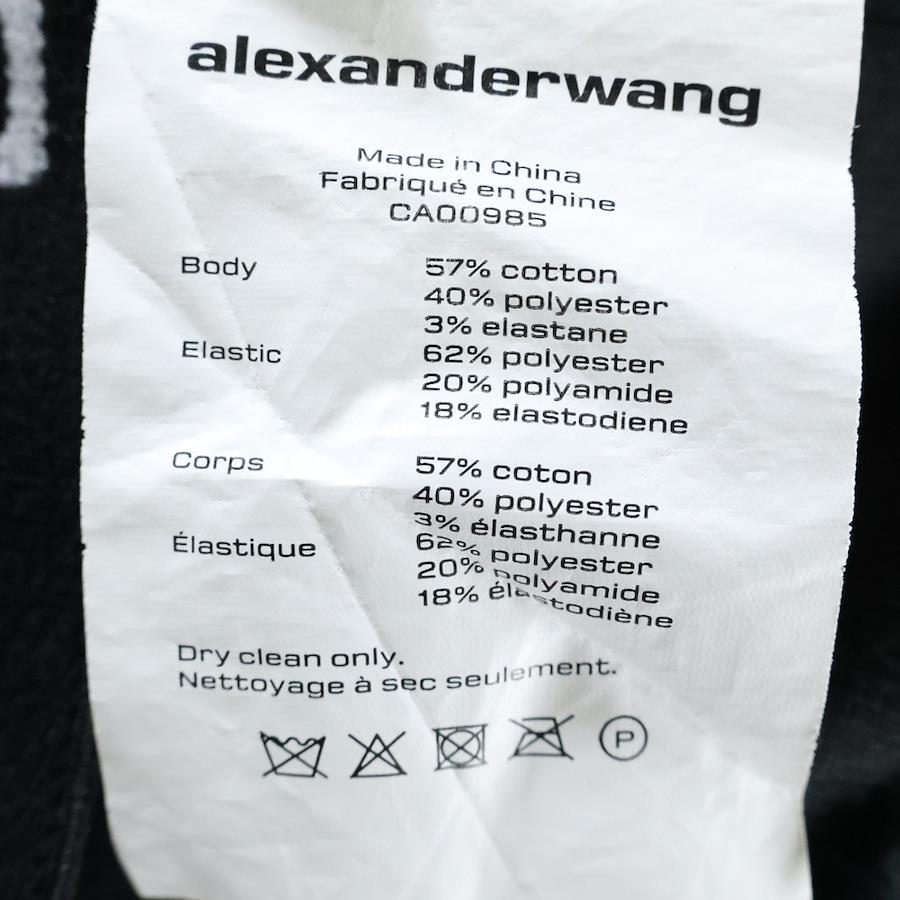 alexanderwang
Made in China
Fabriqué en Chine
CA00985
Body 57% cotton
40% polyester
3% elastane
Elastic 62% polyester
20% polyamide
18% elastodiene
Corps 57% coton
40% polyester
3% élasthanne
Élastique 62% polyester
20% polyamide
18% élastodiène
Dry clean only.
Nettoyage à sec seulement.
P